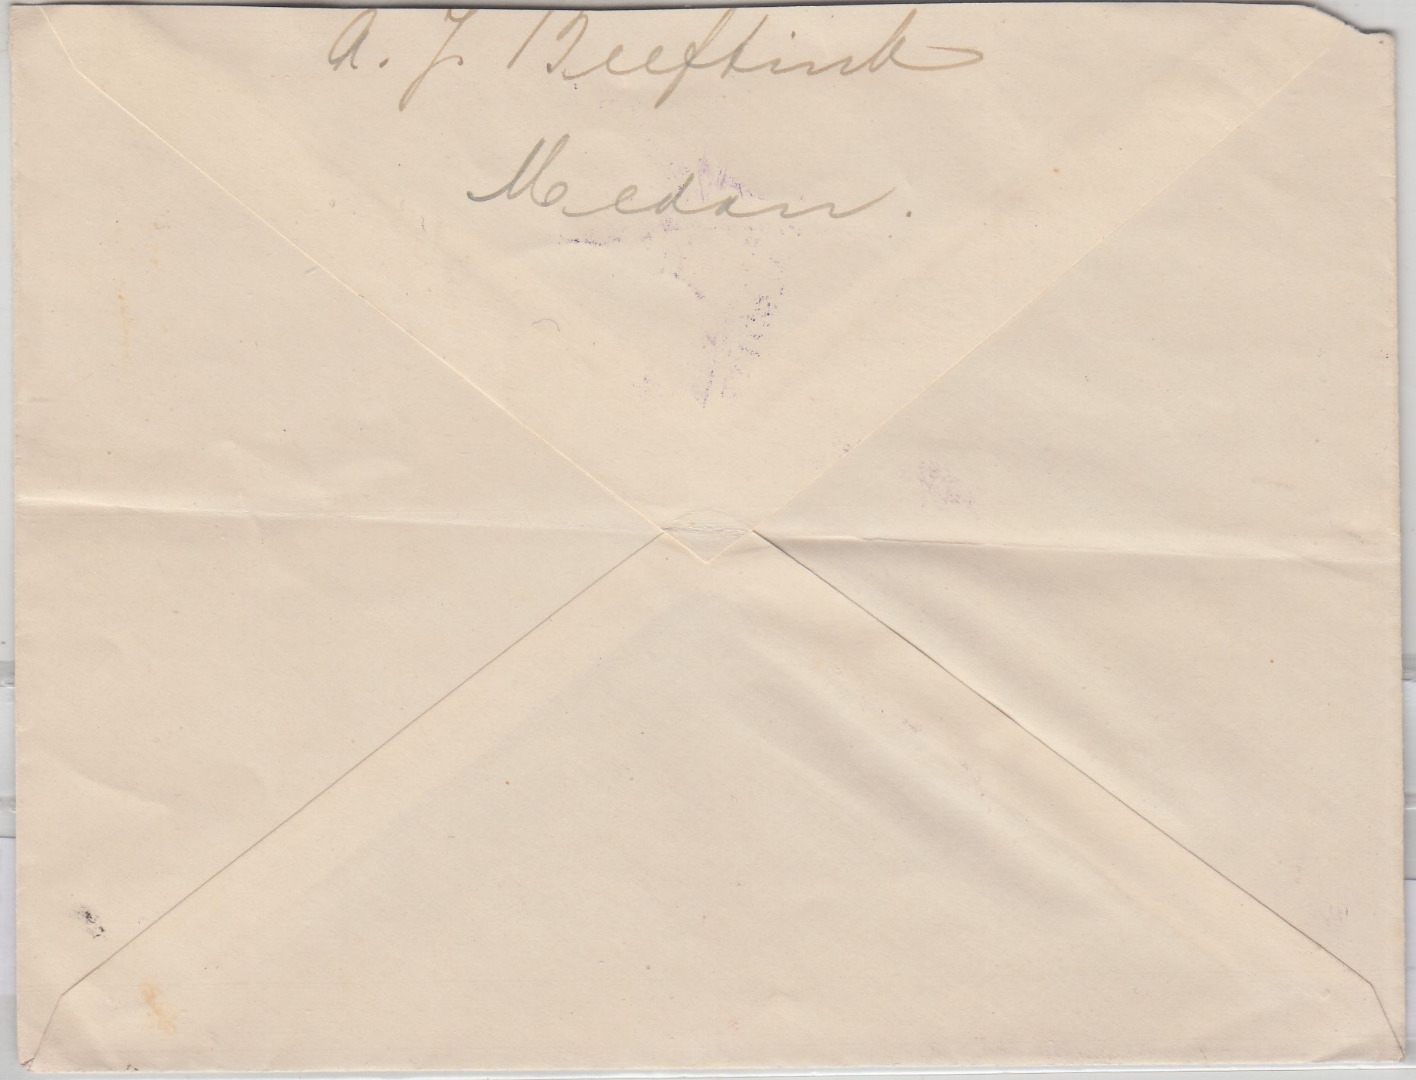 A. J. Beeftink
Medan.